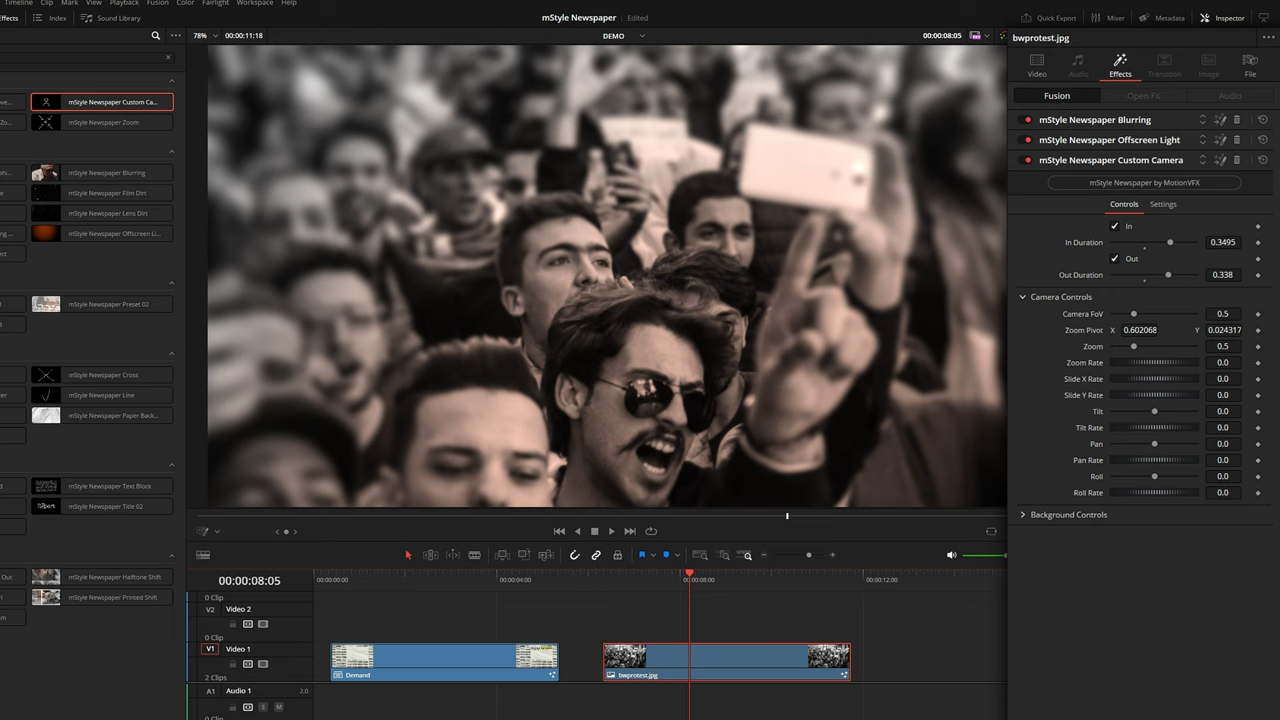 Timeline Clip Mark View Playback Fusion Color Fairlight Workspace Help
Effects Index Sound Library mStyle Newspaper Edited Quick Export Mixer Metadata Inspector
78% 00:00:11:18 DEMO 00:00:08:05
bwprotest.jpg
Video Audio Effects Transition Image File
Fusion Open FX Audio
mStyle Newspaper Custom Ca...
mStyle Newspaper Zoom
mStyle Newspaper Blurring
mStyle Newspaper Film Dirt
mStyle Newspaper Lens Dirt
mStyle Newspaper Offscreen Li...
mStyle Newspaper Preset 02
mStyle Newspaper Cross
mStyle Newspaper Line
mStyle Newspaper Paper Back...
mStyle Newspaper Text Block
mStyle Newspaper Title 02
mStyle Newspaper Halftone Shift
mStyle Newspaper Printed Shift
mStyle Newspaper Blurring
mStyle Newspaper Offscreen Light
mStyle Newspaper Custom Camera
mStyle Newspaper by MotionVFX
Controls Settings
In
In Duration 0.3495
Out
Out Duration 0.338
Camera Controls
Camera FoV 0.5
Zoom Pivot X 0.602068 Y 0.024317
Zoom 0.5
Zoom Rate 0.0
Slide X Rate 0.0
Slide Y Rate 0.0
Tilt 0.0
Tilt Rate 0.0
Pan 0.0
Pan Rate 0.0
Roll 0.0
Roll Rate 0.0
Background Controls
00:00:08:05 00:00:00:00 00:00:04:00 00:00:08:00 00:00:12:00
0 Clip
V2 Video 2
0 Clip
V1 Video 1
2 Clips
Demand bwprotest.jpg
A1 Audio 1 2.0
S M
0 Clip